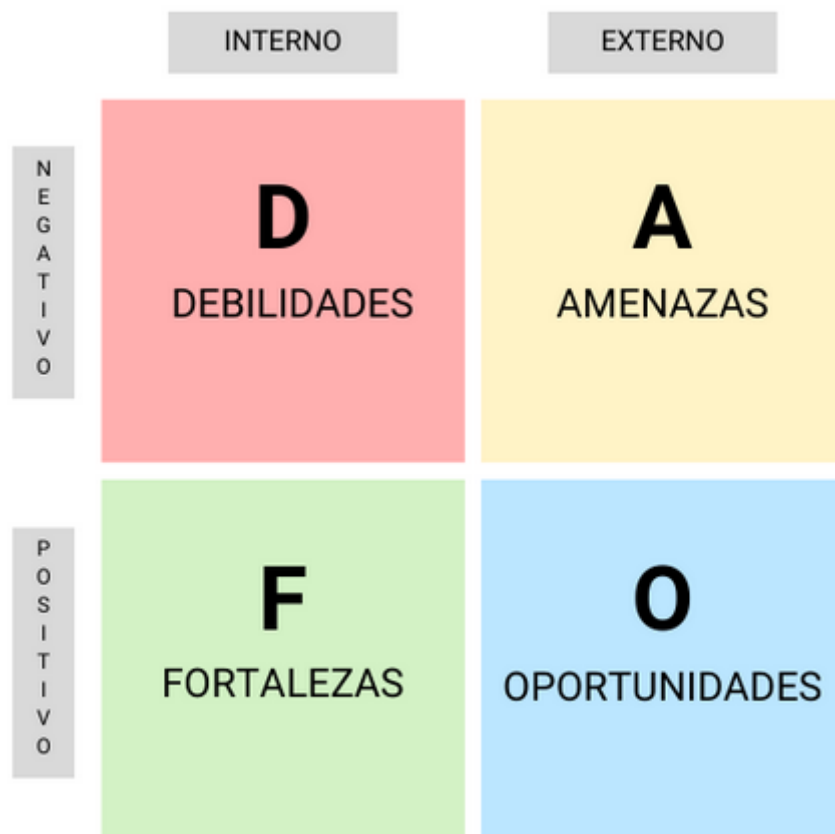 INTERNO
EXTERNO
NEGATIVO
D
DEBILIDADES
A
AMENAZAS
POSITIVO
F
FORTALEZAS
O
OPORTUNIDADES